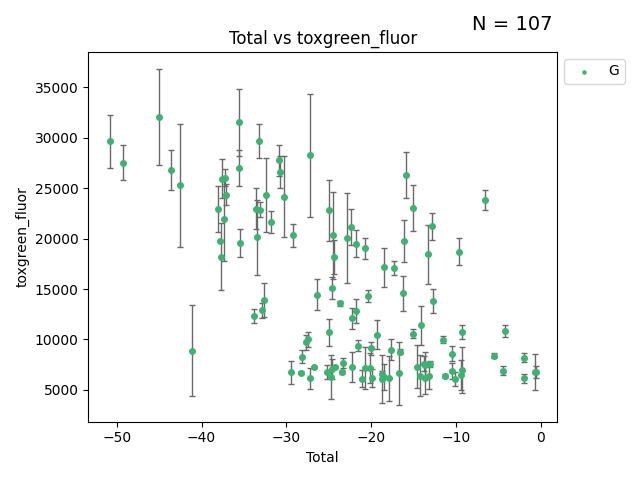 N = 107
Total vs toxgreen_fluor
G
toxgreen_fluor
35000
30000
25000
20000
15000
10000
5000
−50 −40 −30 −20 −10 0
Total